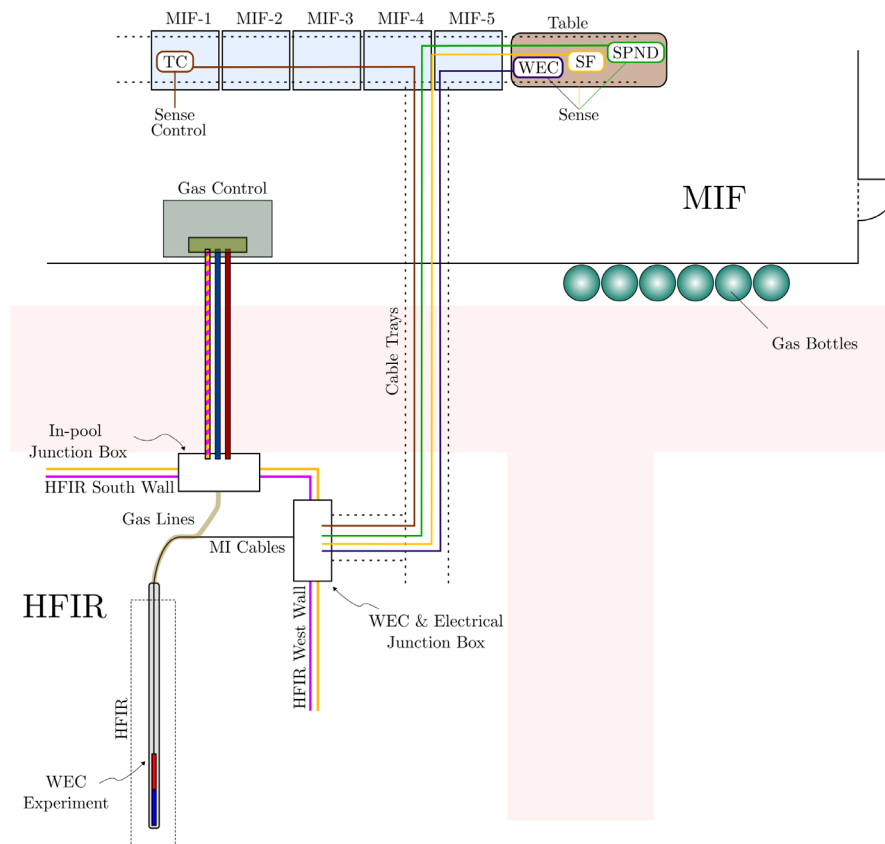 MIF-1 MIF-2 MIF-3 MIF-4 MIF-5
Table
TC
WEC
SF
SPND
Sense
Control
Sense
Gas Control
MIF
Gas Bottles
Cable Trays
In-pool
Junction Box
HFIR South Wall
Gas Lines
MI Cables
HFIR
WEC & Electrical
Junction Box
HFIR West Wall
HFIR
WEC
Experiment